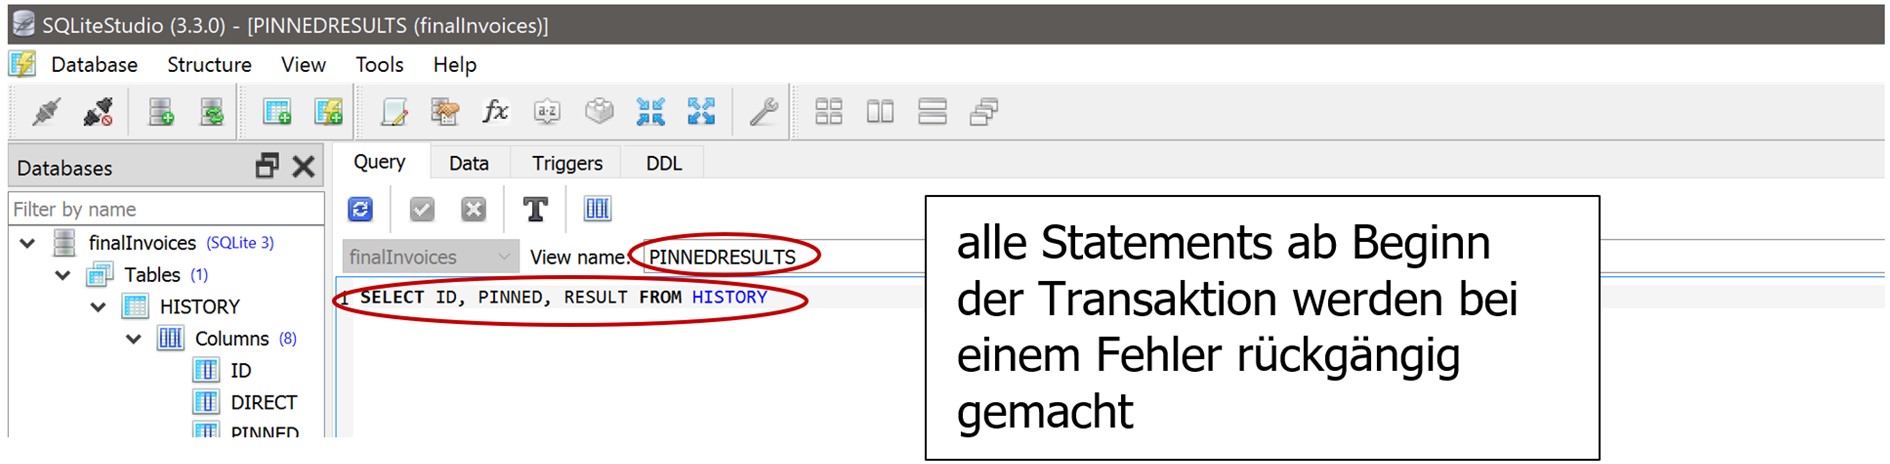 SQLiteStudio (3.3.0) - [PINNEDRESULTS (finalInvoices)]
Database Structure View Tools Help
fx a·z
Databases
Query Data Triggers DDL
Filter by name
T
finalInvoices (SQLite 3)
finalInvoices View name: PINNEDRESULTS
Tables (1)
1 SELECT ID, PINNED, RESULT FROM HISTORY
HISTORY
Columns (8)
ID
DIRECT
PINNED
alle Statements ab Beginn
der Transaktion werden bei
einem Fehler rückgängig
gemacht